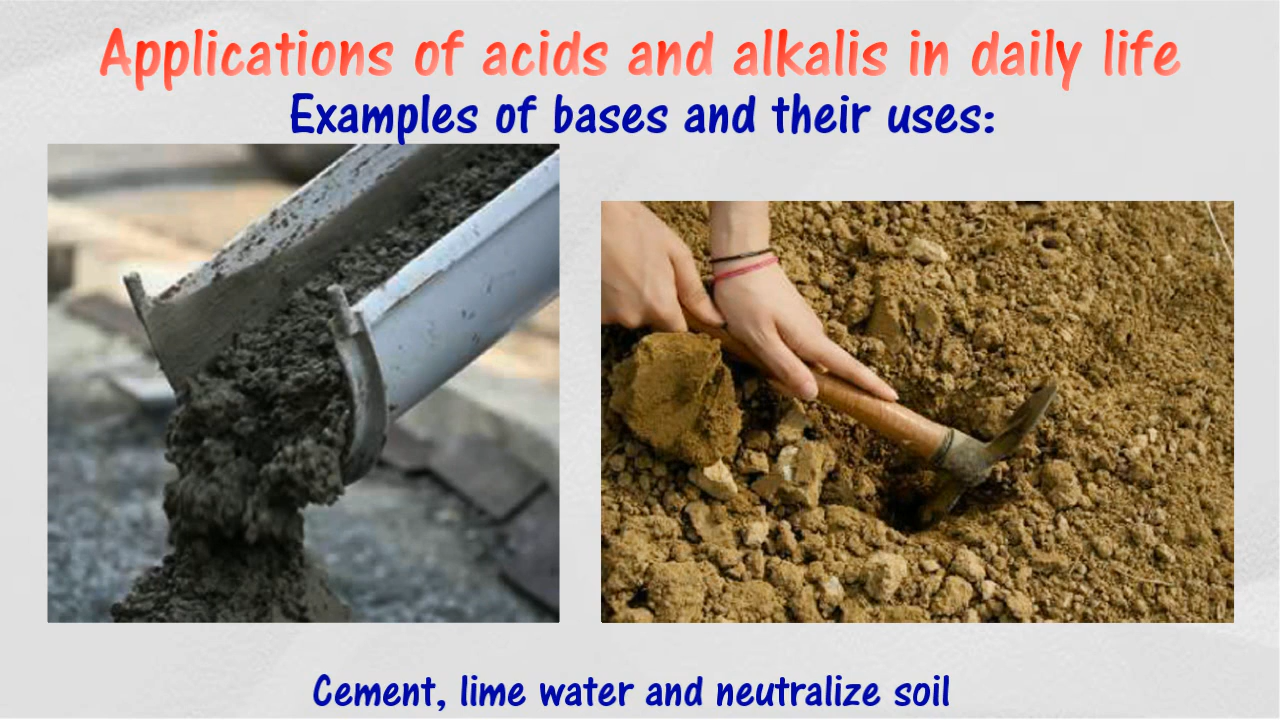 Applications of acids and alkalis in daily life
Examples of bases and their uses:
Cement, lime water and neutralize soil